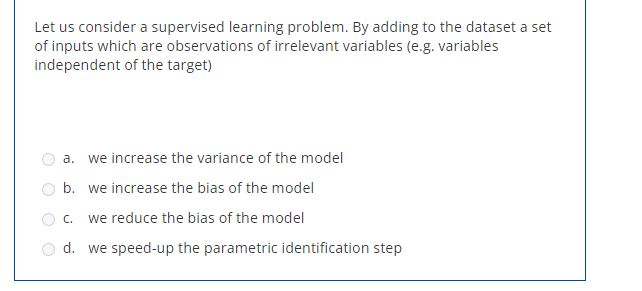 Let us consider a supervised learning problem. By adding to the dataset a set
of inputs which are observations of irrelevant variables (e.g. variables
independent of the target)
a. we increase the variance of the model
b. we increase the bias of the model
c. we reduce the bias of the model
d. we speed-up the parametric identification step